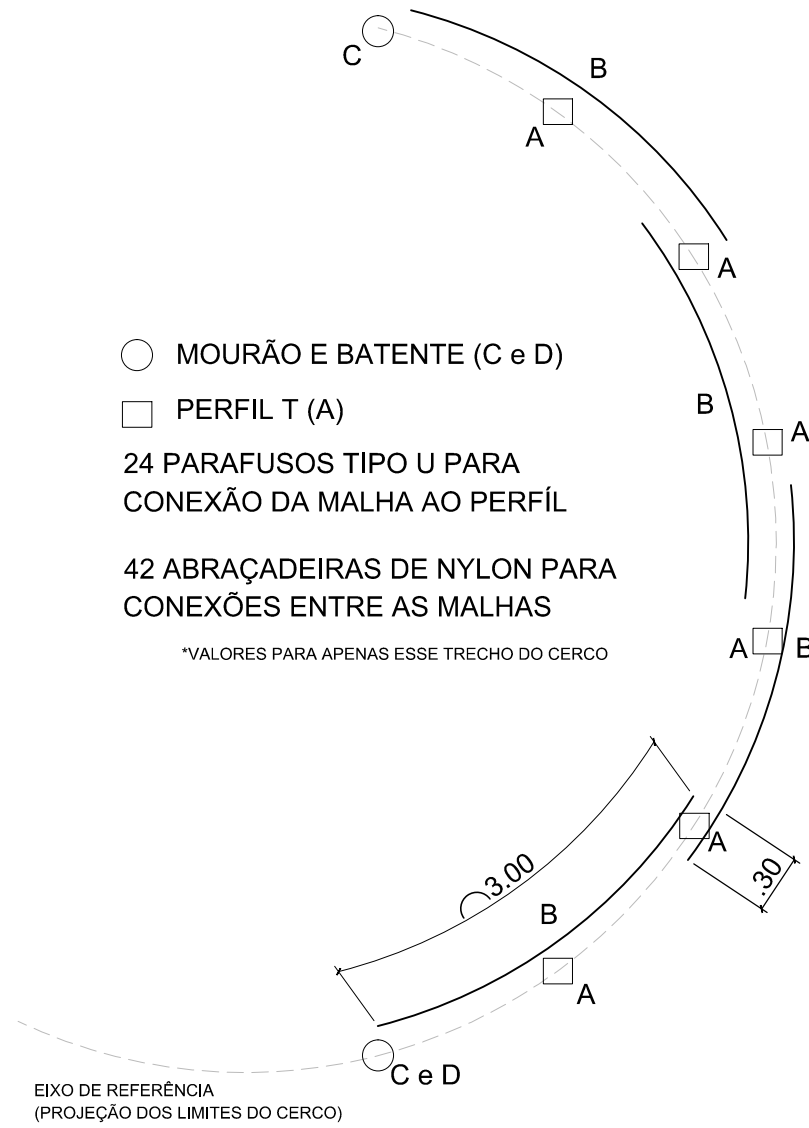 C
B
A
A
MOURÃO E BATENTE (C e D)
PERFIL T (A)
B
A
24 PARAFUSOS TIPO U PARA
CONEXÃO DA MALHA AO PERFÍL
42 ABRAÇADEIRAS DE NYLON PARA
CONEXÕES ENTRE AS MALHAS
*VALORES PARA APENAS ESSE TRECHO DO CERCO
A
B
A
3.00
.30
B
A
C e D
EIXO DE REFERÊNCIA
(PROJEÇÃO DOS LIMITES DO CERCO)